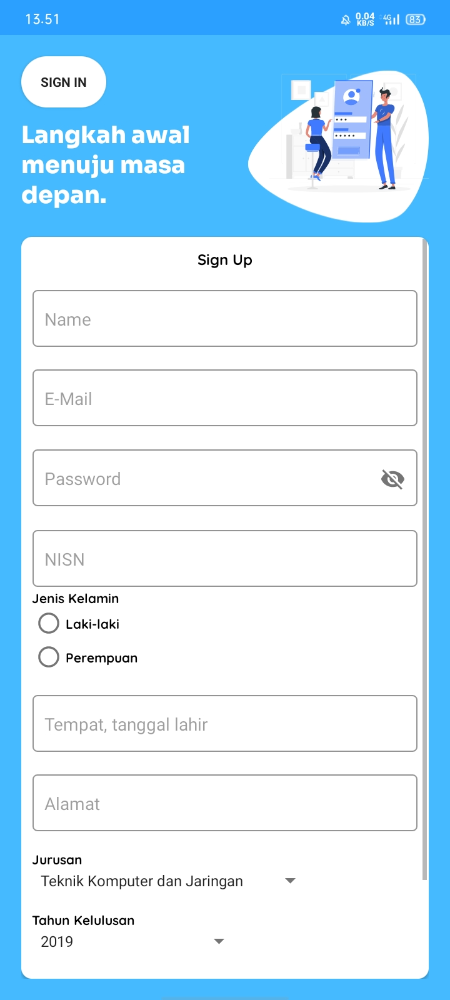 13.51
0.04
KB/S
4G
83
SIGN IN
Langkah awal
menuju masa
depan.
Sign Up
Name
E-Mail
Password
NISN
Jenis Kelamin
Laki-laki
Perempuan
Tempat, tanggal lahir
Alamat
Jurusan
Teknik Komputer dan Jaringan
Tahun Kelulusan
2019